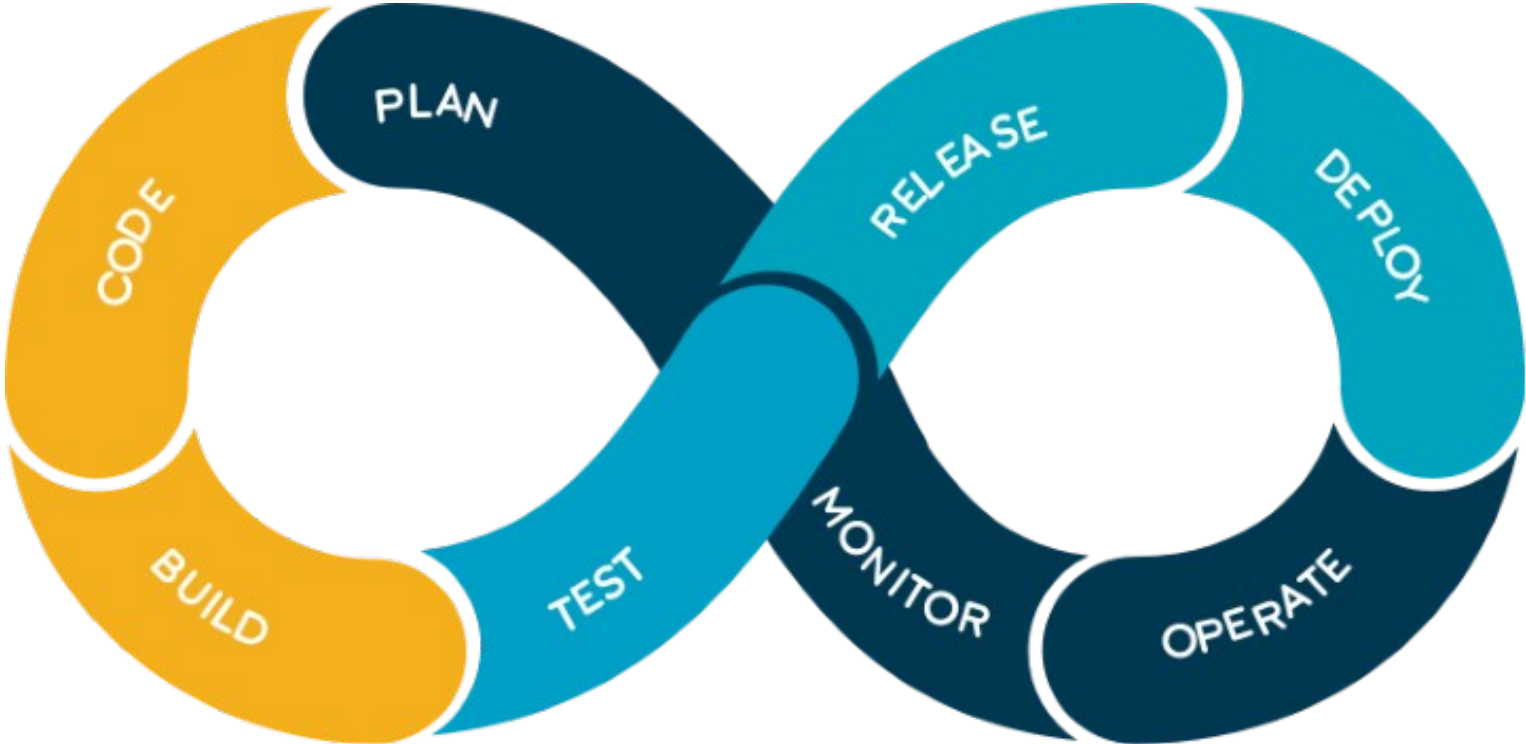 PLAN
CODE
BUILD
TEST
RELEASE
DEPLOY
OPERATE
MONITOR